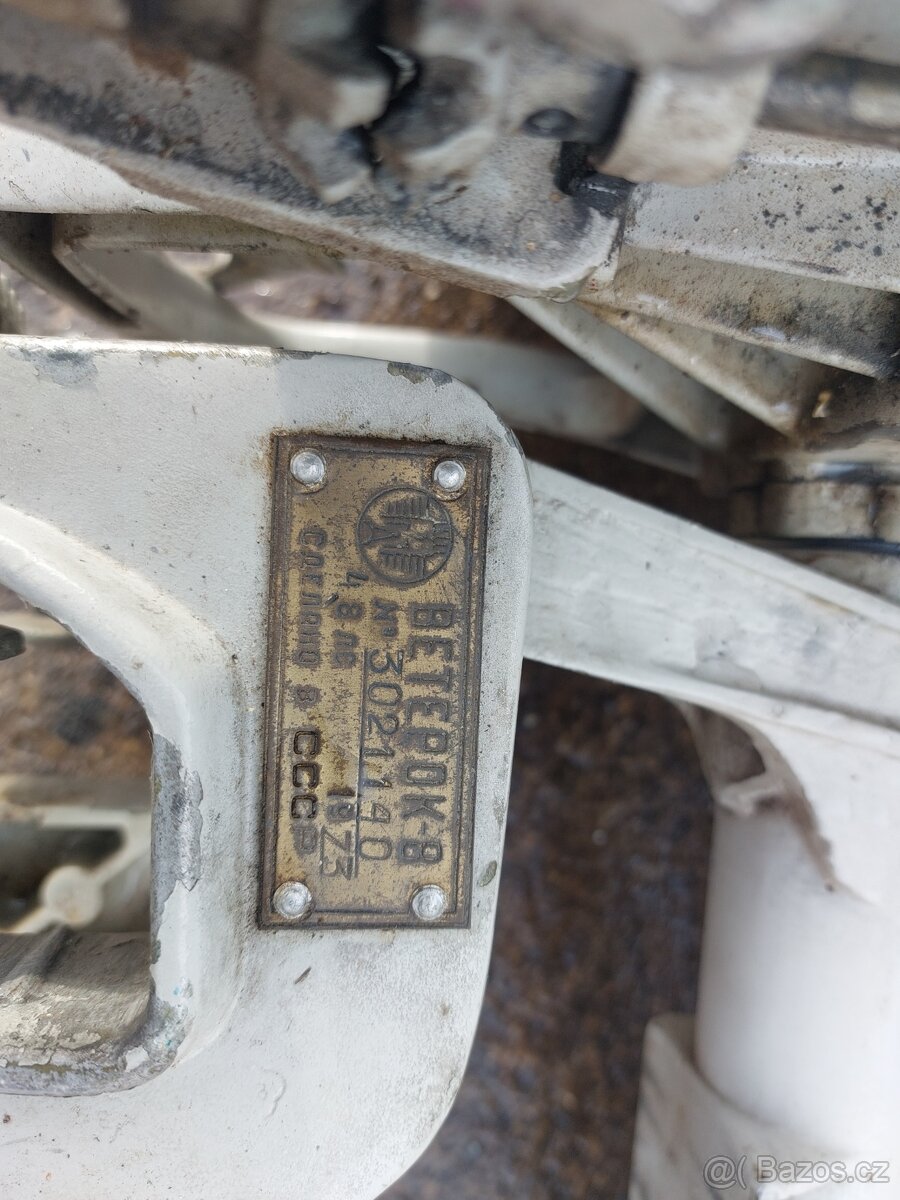 ВЕТЕРОК-8
№ 3021140
4,8 ЛС 1973
СДЕЛАНО В СССР
@( Bazos.cz